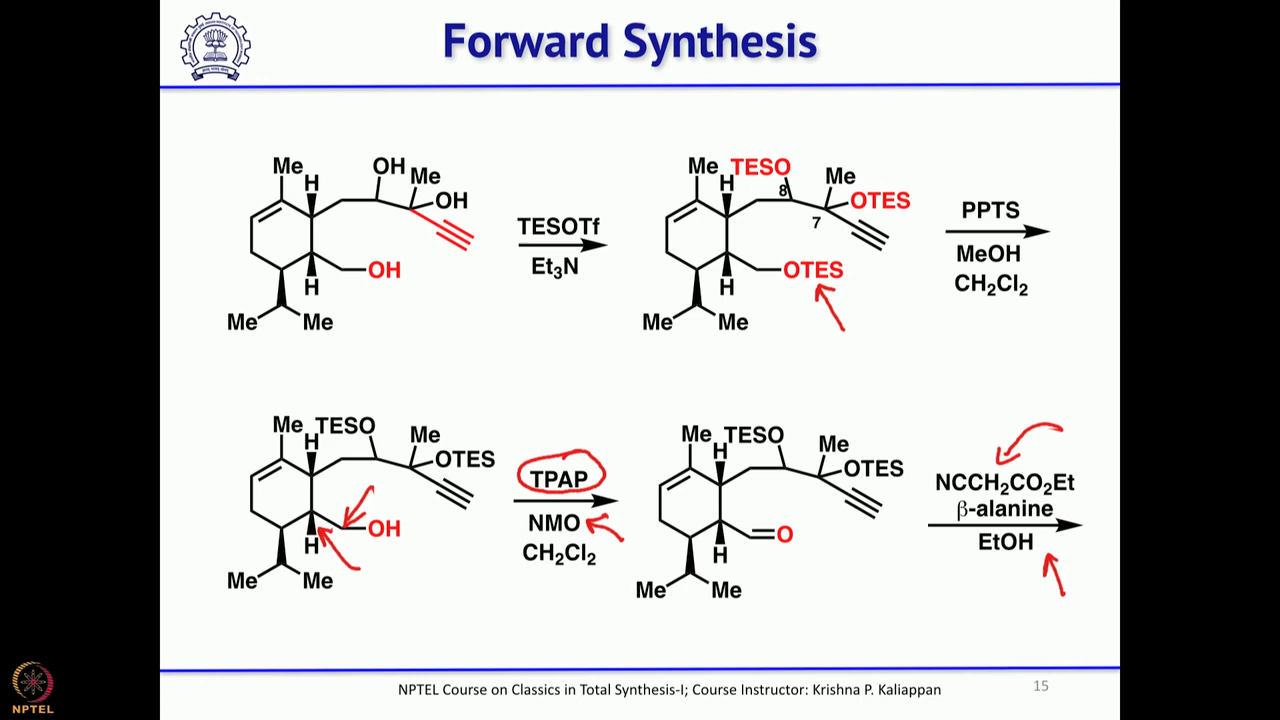 Forward Synthesis
Me
H
OH
Me
OH
OH
H
Me
Me
TESOTf
Et₃N
Me
TESO
H
8
Me
OTES
7
OTES
H
Me
Me
PPTS
MeOH
CH₂Cl₂
Me
TESO
H
Me
OTES
OH
H
Me
Me
TPAP
NMO
CH₂Cl₂
Me
TESO
H
Me
OTES
O
H
Me
Me
NCCH₂CO₂Et
β-alanine
EtOH
NPTEL
NPTEL Course on Classics in Total Synthesis-I; Course Instructor: Krishna P. Kaliappan
15